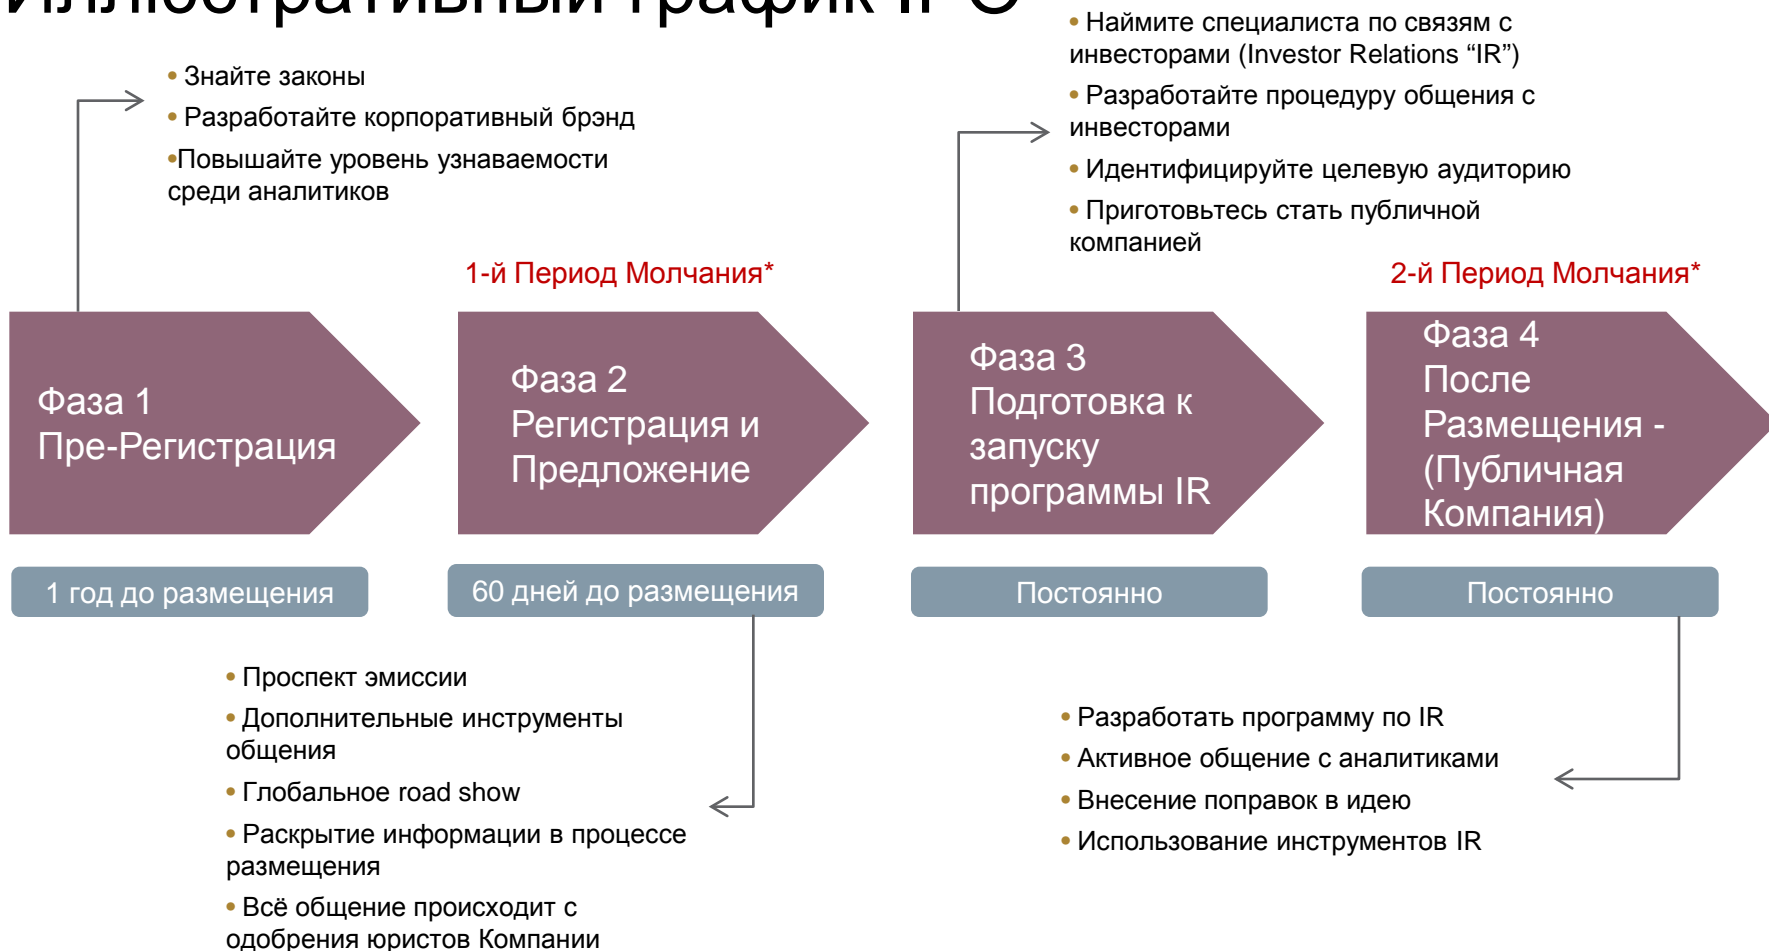 Иллюстративный график IPO
• Знайте законы
• Разработайте корпоративный брэнд
•Повышайте уровень узнаваемости
среди аналитиков
• Наймите специалиста по связям с
инвесторами (Investor Relations “IR”)
• Разработайте процедуру общения с
инвесторами
• Идентифицируйте целевую аудиторию
• Приготовьтесь стать публичной
компанией
1-й Период Молчания*
2-й Период Молчания*
Фаза 1
Пре-Регистрация
Фаза 2
Регистрация и
Предложение
Фаза 3
Подготовка к
запуску
программы IR
Фаза 4
После
Размещения -
(Публичная
Компания)
1 год до размещения
60 дней до размещения
Постоянно
Постоянно
• Проспект эмиссии
• Дополнительные инструменты
общения
• Глобальное road show
• Раскрытие информации в процессе
размещения
• Всё общение происходит с
одобрения юристов Компании
• Разработать программу по IR
• Активное общение с аналитиками
• Внесение поправок в идею
• Использование инструментов IR